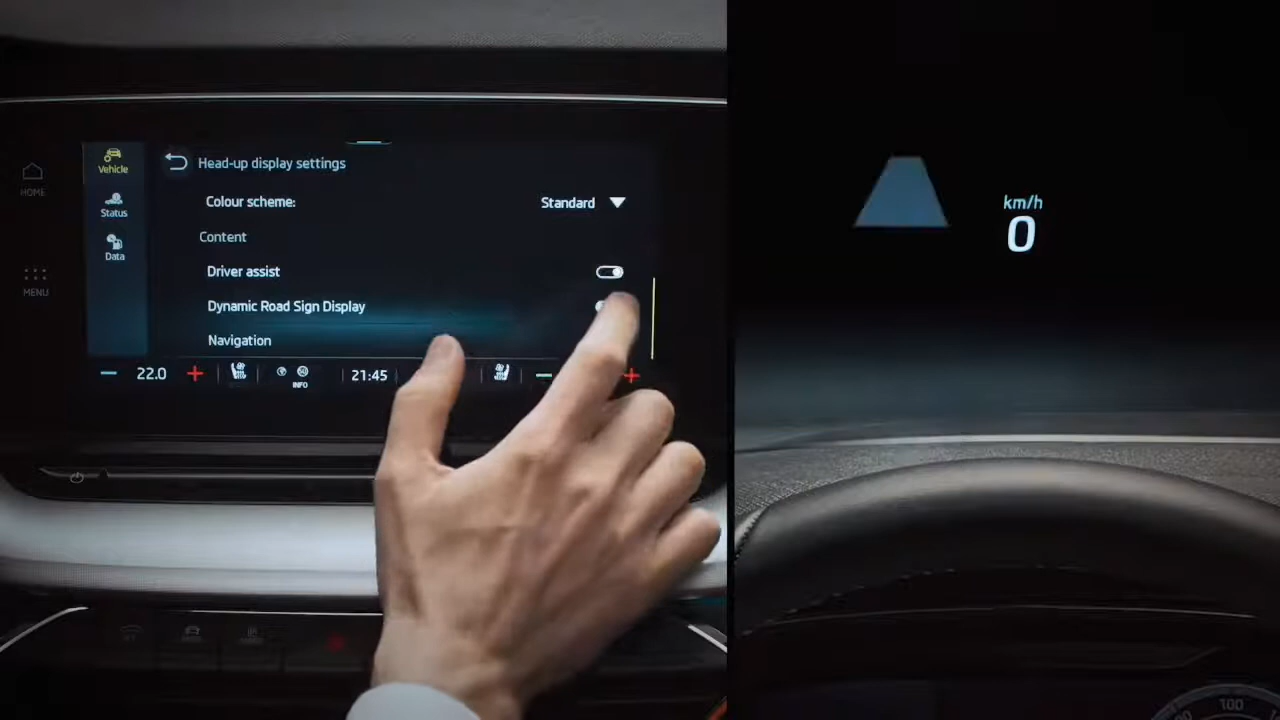 Vehicle
Head-up display settings
Colour scheme:
Standard
Status
Content
Data
Driver assist
HOME
Dynamic Road Sign Display
MENU
Navigation
22.0
INFO
21:45
km/h
0
100